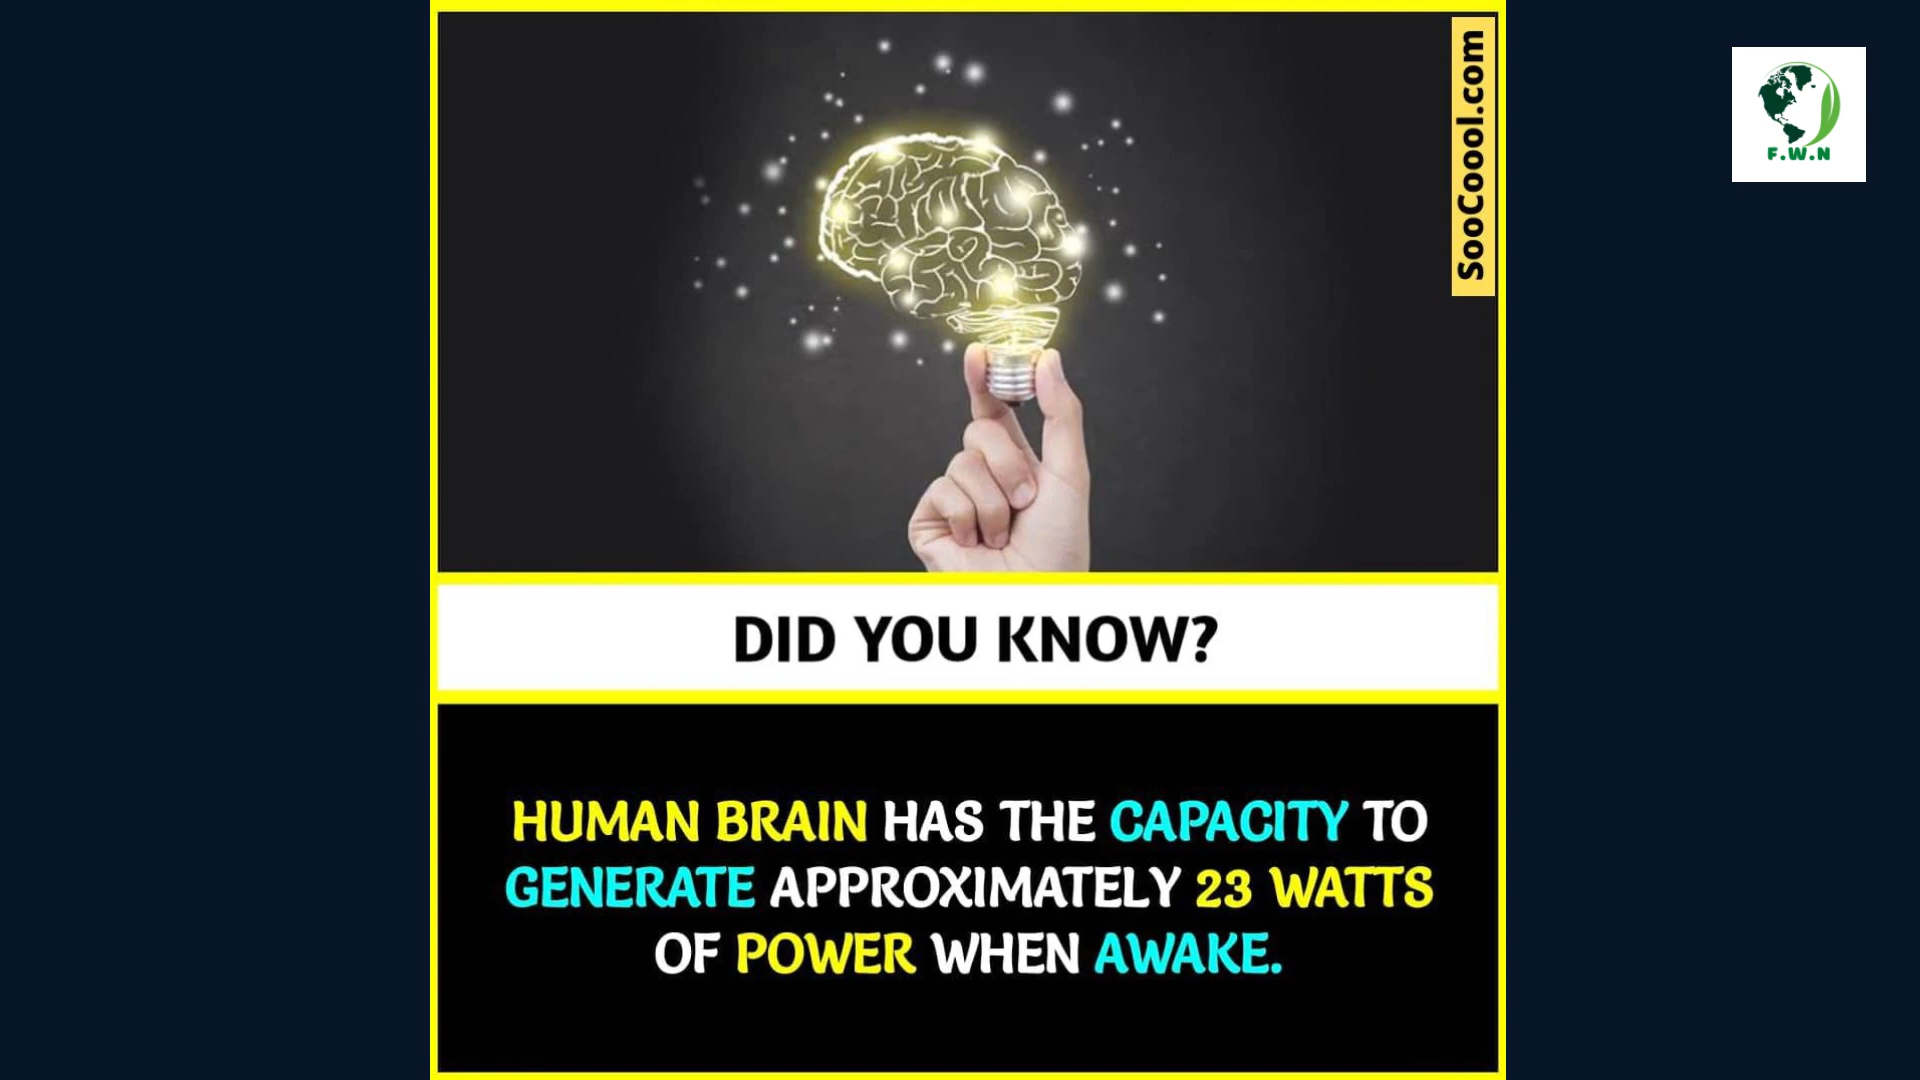 SooCoool.com
F.W.N
DID YOU KNOW?
HUMAN BRAIN HAS THE CAPACITY TO
GENERATE APPROXIMATELY 23 WATTS
OF POWER WHEN AWAKE.